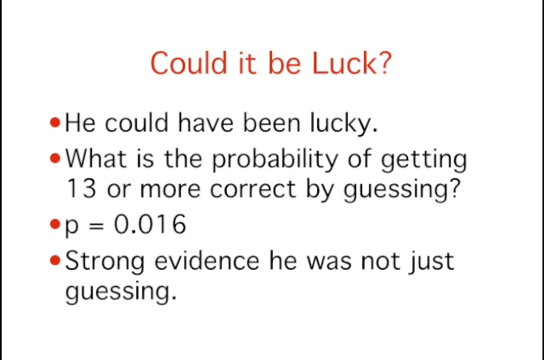 Could it be Luck?
•He could have been lucky.
•What is the probability of getting
13 or more correct by guessing?
•p = 0.016
•Strong evidence he was not just
guessing.